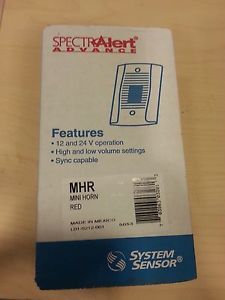 SPECTRAlert
ADVANCE
Features
• 12 and 24 V operation
• High and low volume settings
• Sync capable
MHR
MINI HORN
RED
MADE IN MEXICO
SYSTEM
SENSOR®